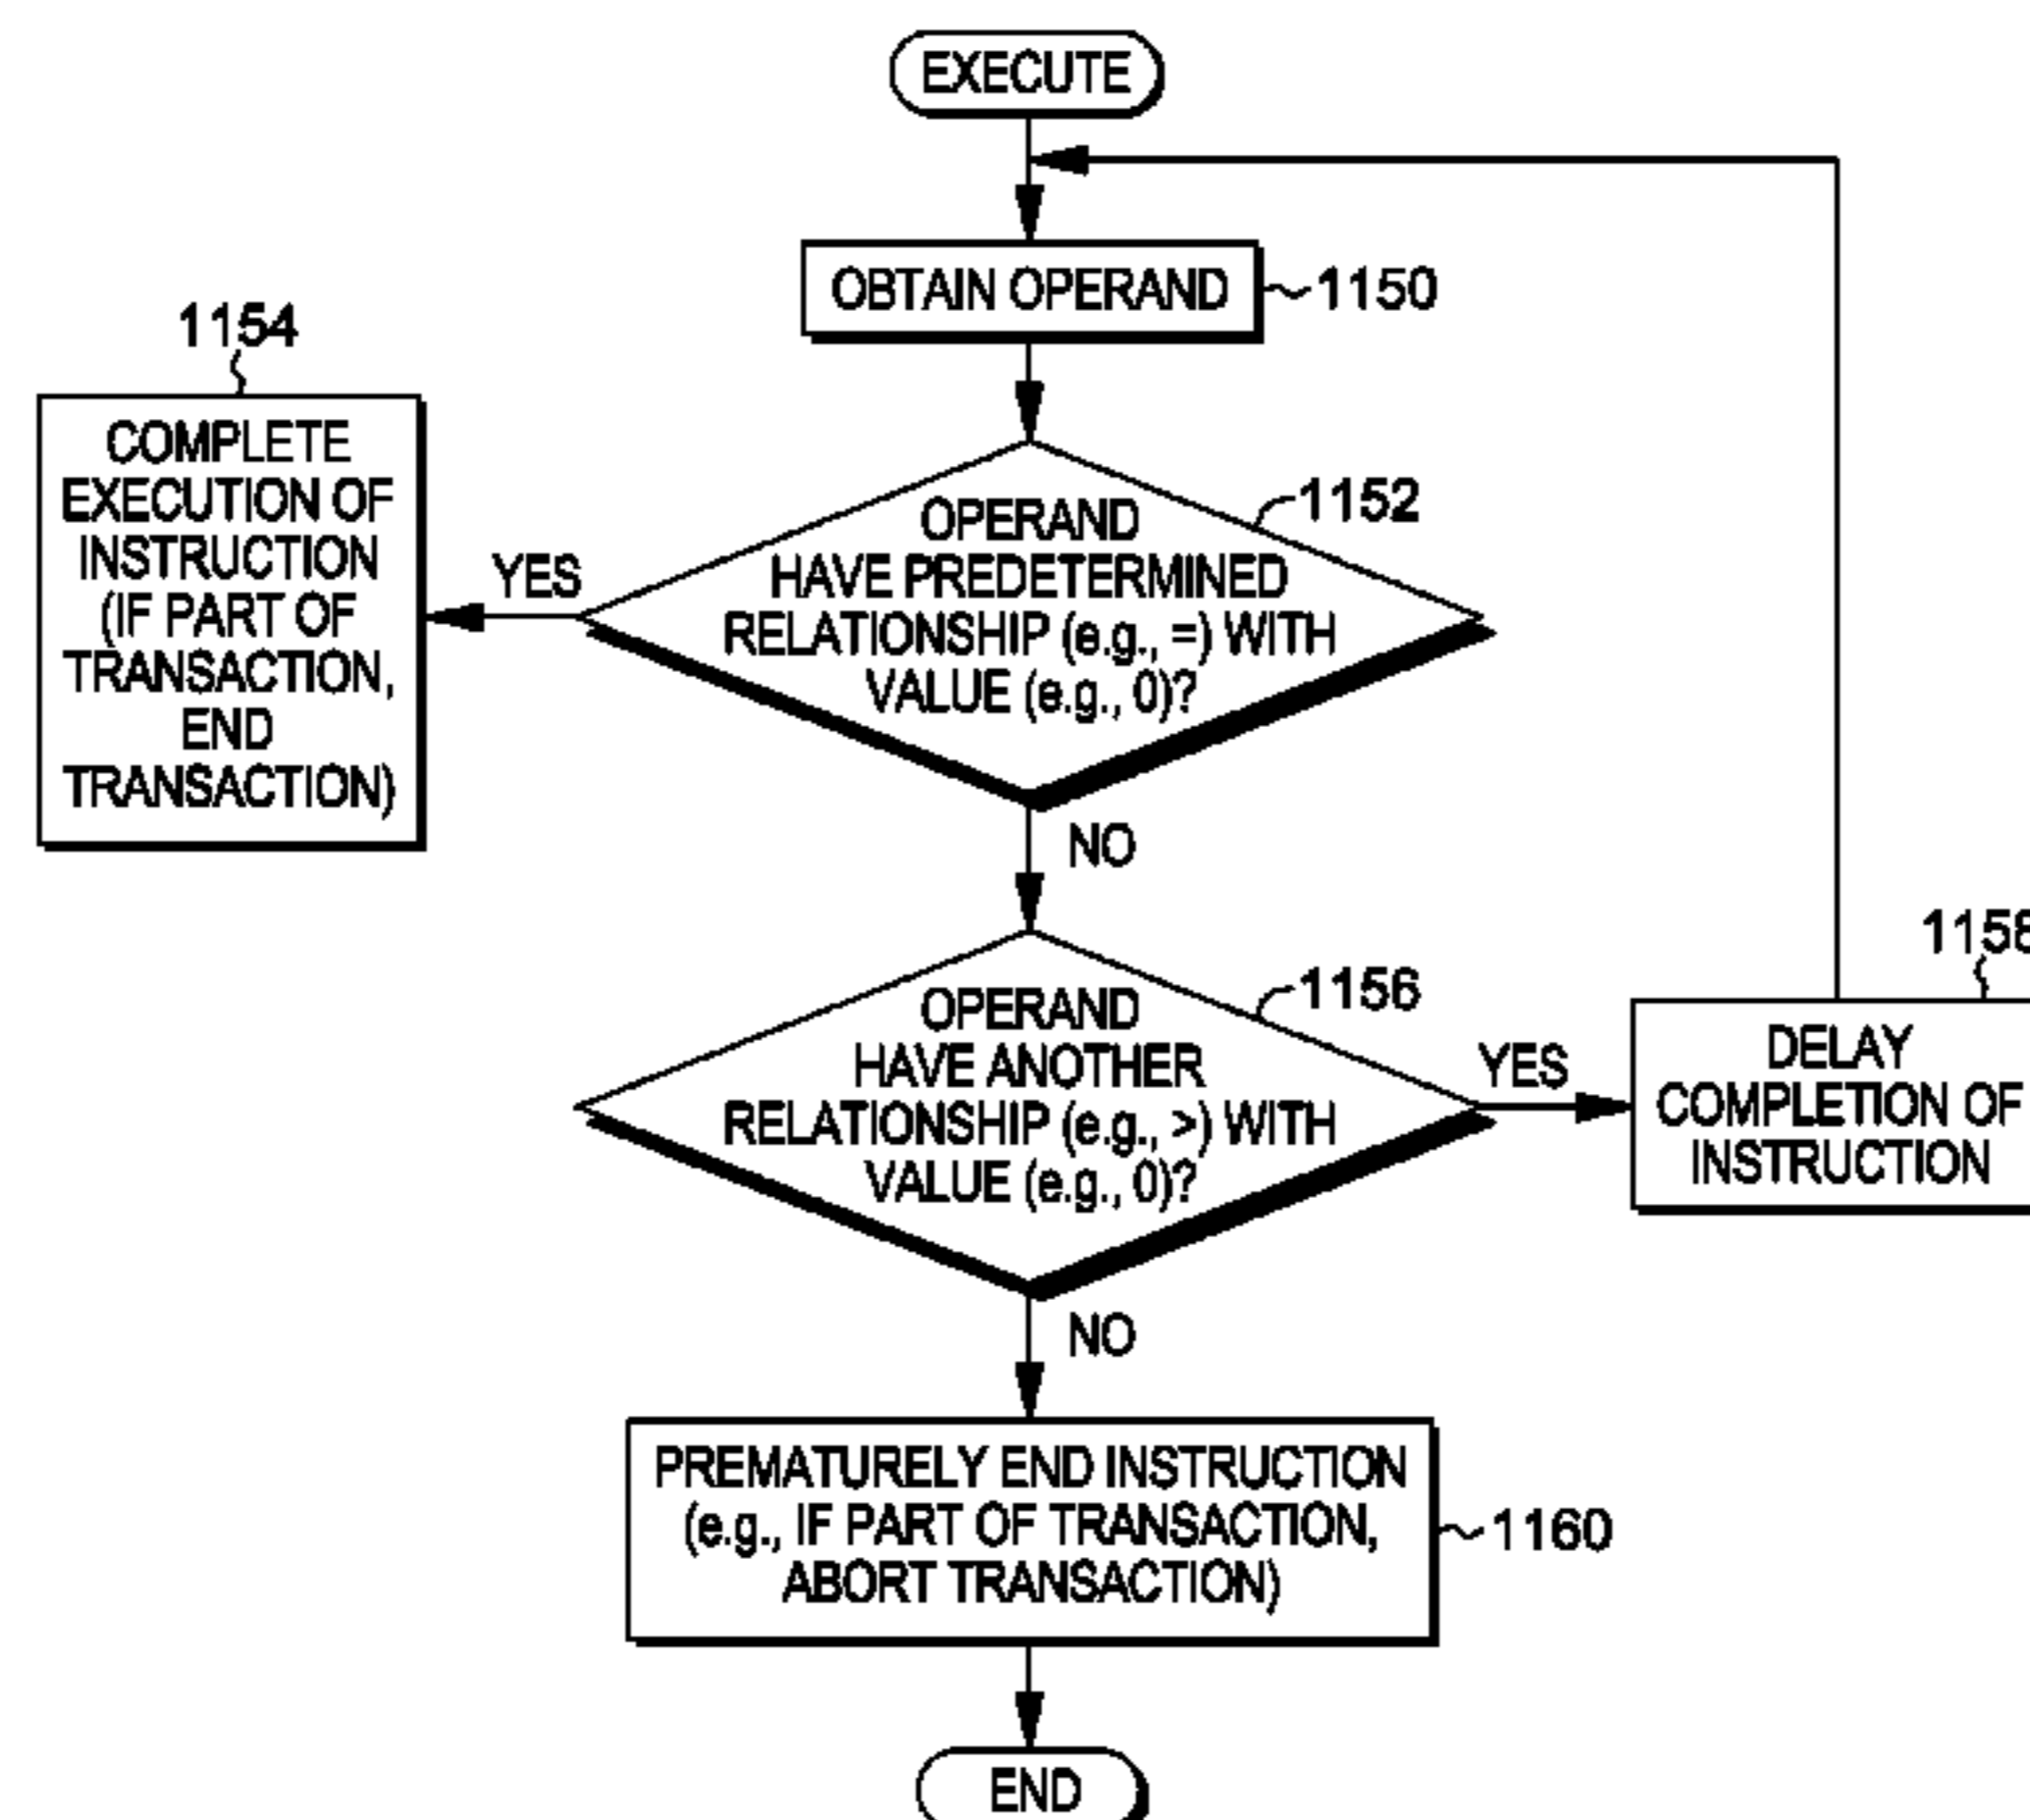 EXECUTE
OBTAIN OPERAND
1150
1154
COMPLETE
EXECUTION OF
INSTRUCTION
(IF PART OF
TRANSACTION,
END
TRANSACTION)
1152
OPERAND
HAVE PREDETERMINED
RELATIONSHIP (e.g., =) WITH
VALUE (e.g., 0)?
YES
NO
1156
OPERAND
HAVE ANOTHER
RELATIONSHIP (e.g., >) WITH
VALUE (e.g., 0)?
YES
1158
DELAY
COMPLETION OF
INSTRUCTION
NO
PREMATURELY END INSTRUCTION
(e.g., IF PART OF TRANSACTION,
ABORT TRANSACTION)
1160
END